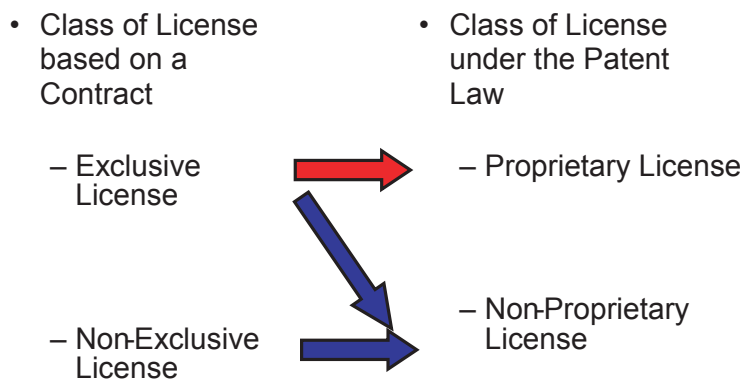 • Class of License
based on a
Contract
– Exclusive
License
– Non-Exclusive
License
• Class of License
under the Patent
Law
– Proprietary License
– Non-Proprietary
License